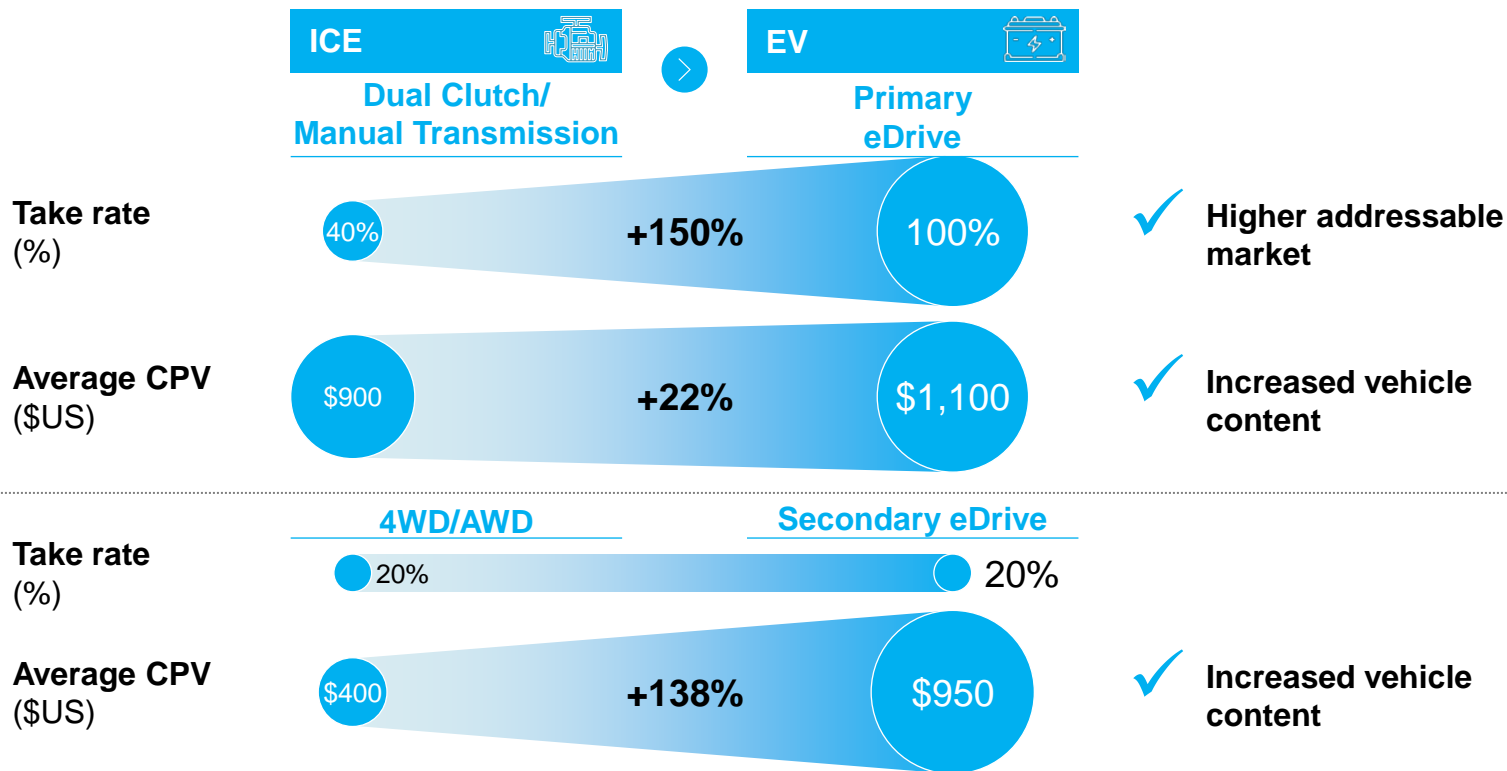 ICE
EV
Dual Clutch/
Manual Transmission
Primary
eDrive
Take rate
(%)
40%
+150%
100%
Higher addressable
market
Average CPV
($US)
$900
+22%
$1,100
Increased vehicle
content
4WD/AWD
Secondary eDrive
Take rate
(%)
20%
20%
Average CPV
($US)
$400
+138%
$950
Increased vehicle
content